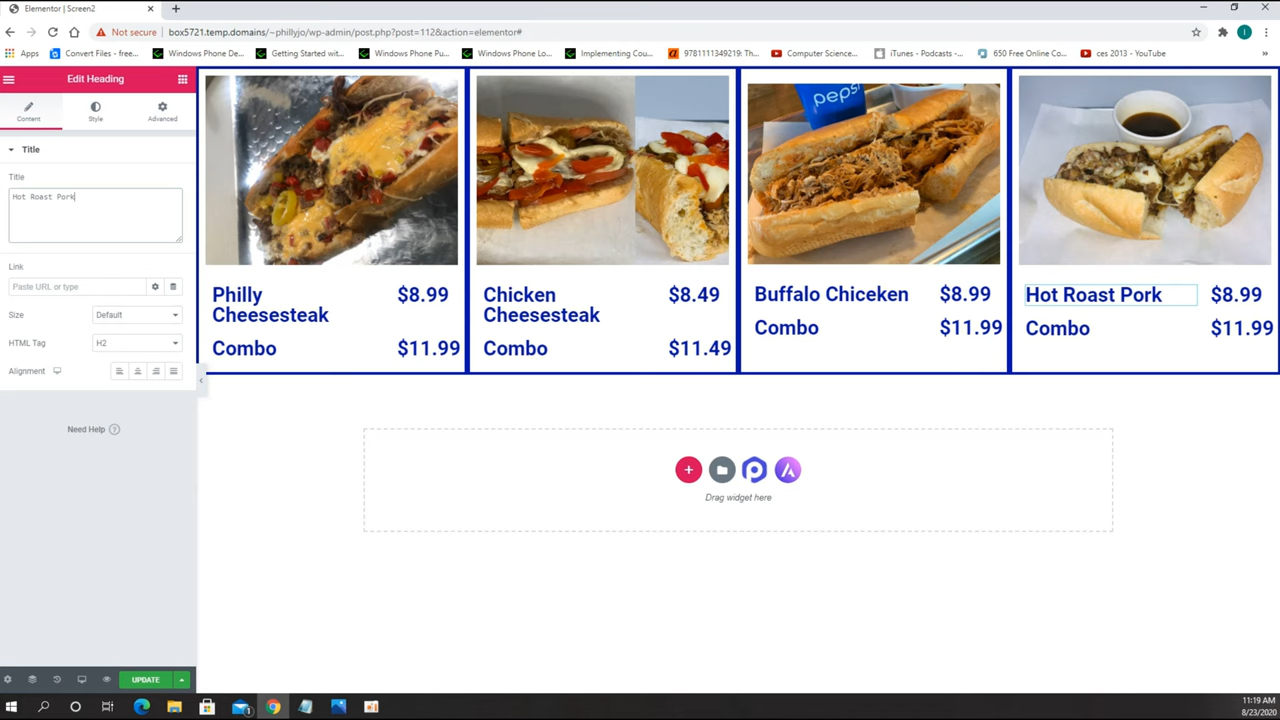 Elementor | Screen2
Not secure | box5721.temp.domains/~phillyjo/wp-admin/post.php?post=112&action=elementor#
Apps Convert Files - free... Windows Phone De... Getting Started wit... Windows Phone Pu... Windows Phone Lo... Implementing Cou... 9781111349219: Th... Computer Science... iTunes - Podcasts -... 650 Free Online Co... ces 2013 - YouTube
Edit Heading
Content Style Advanced
Title
Title
Hot Roast Pork
Link
Paste URL or type
Size Default
HTML Tag H2
Alignment
Need Help ?
UPDATE
pepsi
Philly Cheesesteak $8.99
Combo $11.99
Chicken Cheesesteak $8.49
Combo $11.49
Buffalo Chiceken $8.99
Combo $11.99
Hot Roast Pork $8.99
Combo $11.99
Drag widget here
11:19 AM
8/23/2020